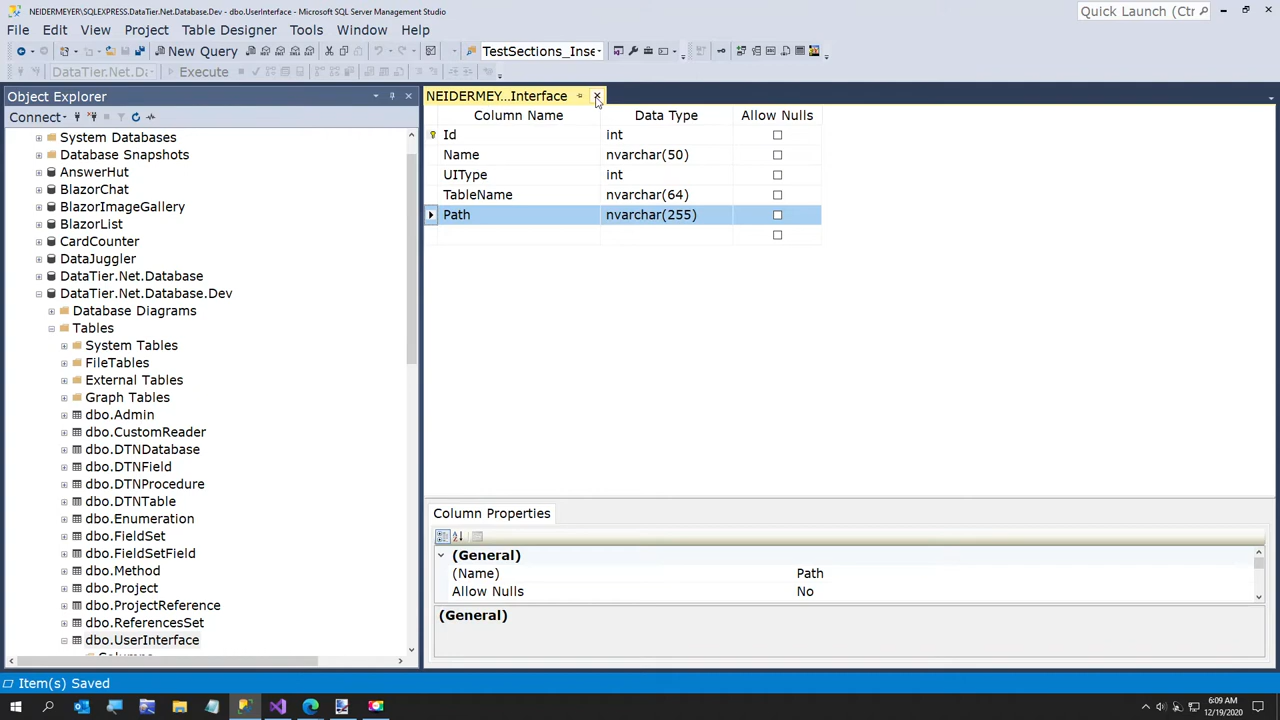 NEIDERMEYER\SQLEXPRESS.DataTier.Net.Database.Dev - dbo.UserInterface - Microsoft SQL Server Management Studio
Quick Launch (Ctr
File Edit View Project Table Designer Tools Window Help
New Query
TestSections_Inse
DataTier.Net.D
Execute
Object Explorer
NEIDERMEY...Interface
Connect
Column Name Data Type Allow Nulls
Id int
Name nvarchar(50)
UIType int
TableName nvarchar(64)
Path nvarchar(255)
System Databases
Database Snapshots
AnswerHut
BlazorChat
BlazorImageGallery
BlazorList
CardCounter
DataJuggler
DataTier.Net.Database
DataTier.Net.Database.Dev
Database Diagrams
Tables
System Tables
FileTables
External Tables
Graph Tables
dbo.Admin
dbo.CustomReader
dbo.DTNDatabase
dbo.DTNField
dbo.DTNProcedure
dbo.DTNTable
dbo.Enumeration
dbo.FieldSet
dbo.FieldSetField
dbo.Method
dbo.Project
dbo.ProjectReference
dbo.ReferencesSet
dbo.UserInterface
Column Properties
(General)
(Name) Path
Allow Nulls No
(General)
Item(s) Saved
6:09 AM
12/19/2020